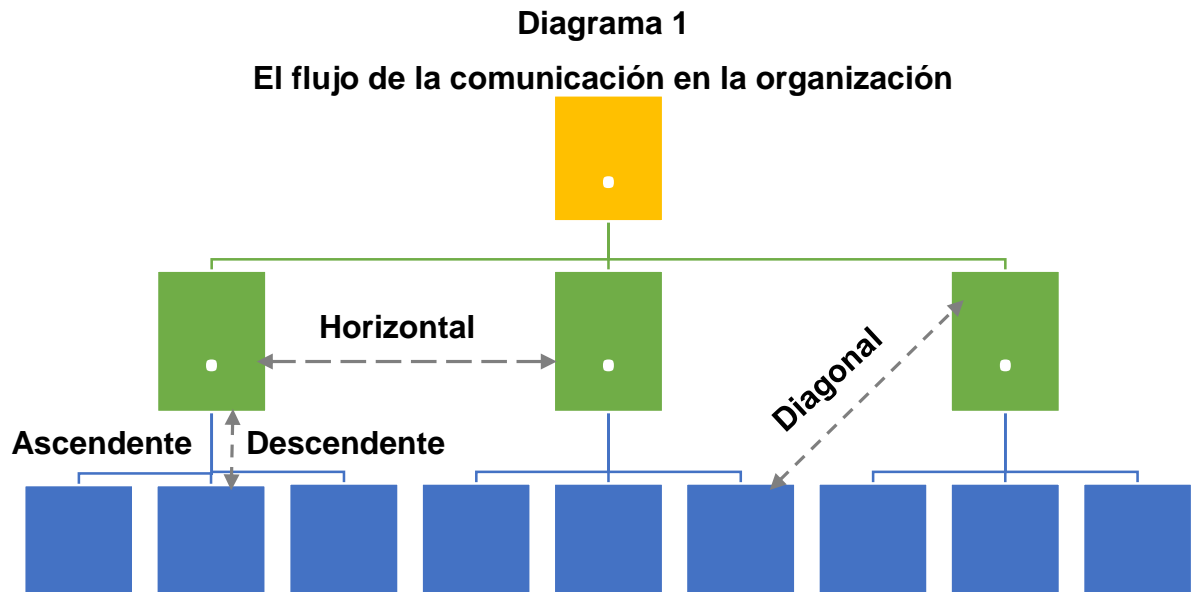 Diagrama 1
El flujo de la comunicación en la organización
Horizontal
Diagonal
Ascendente
Descendente